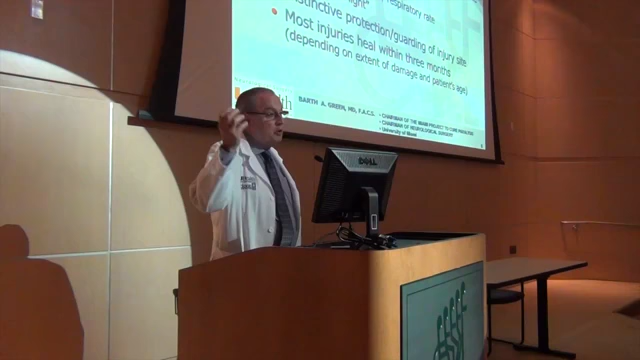 respiratory rate
ght"
stinctive protection/guarding of injury site
• Most injuries heal within three months
(depending on extent of damage and patient's age)
BARTH A. GREEN, MD, F.A.C.S.
• CHAIRMAN OF THE MIAMI PROJECT TO CURE PARALYSIS
• CHAIRMAN OF NEUROLOGICAL SURGERY
• University of Miami
DELL